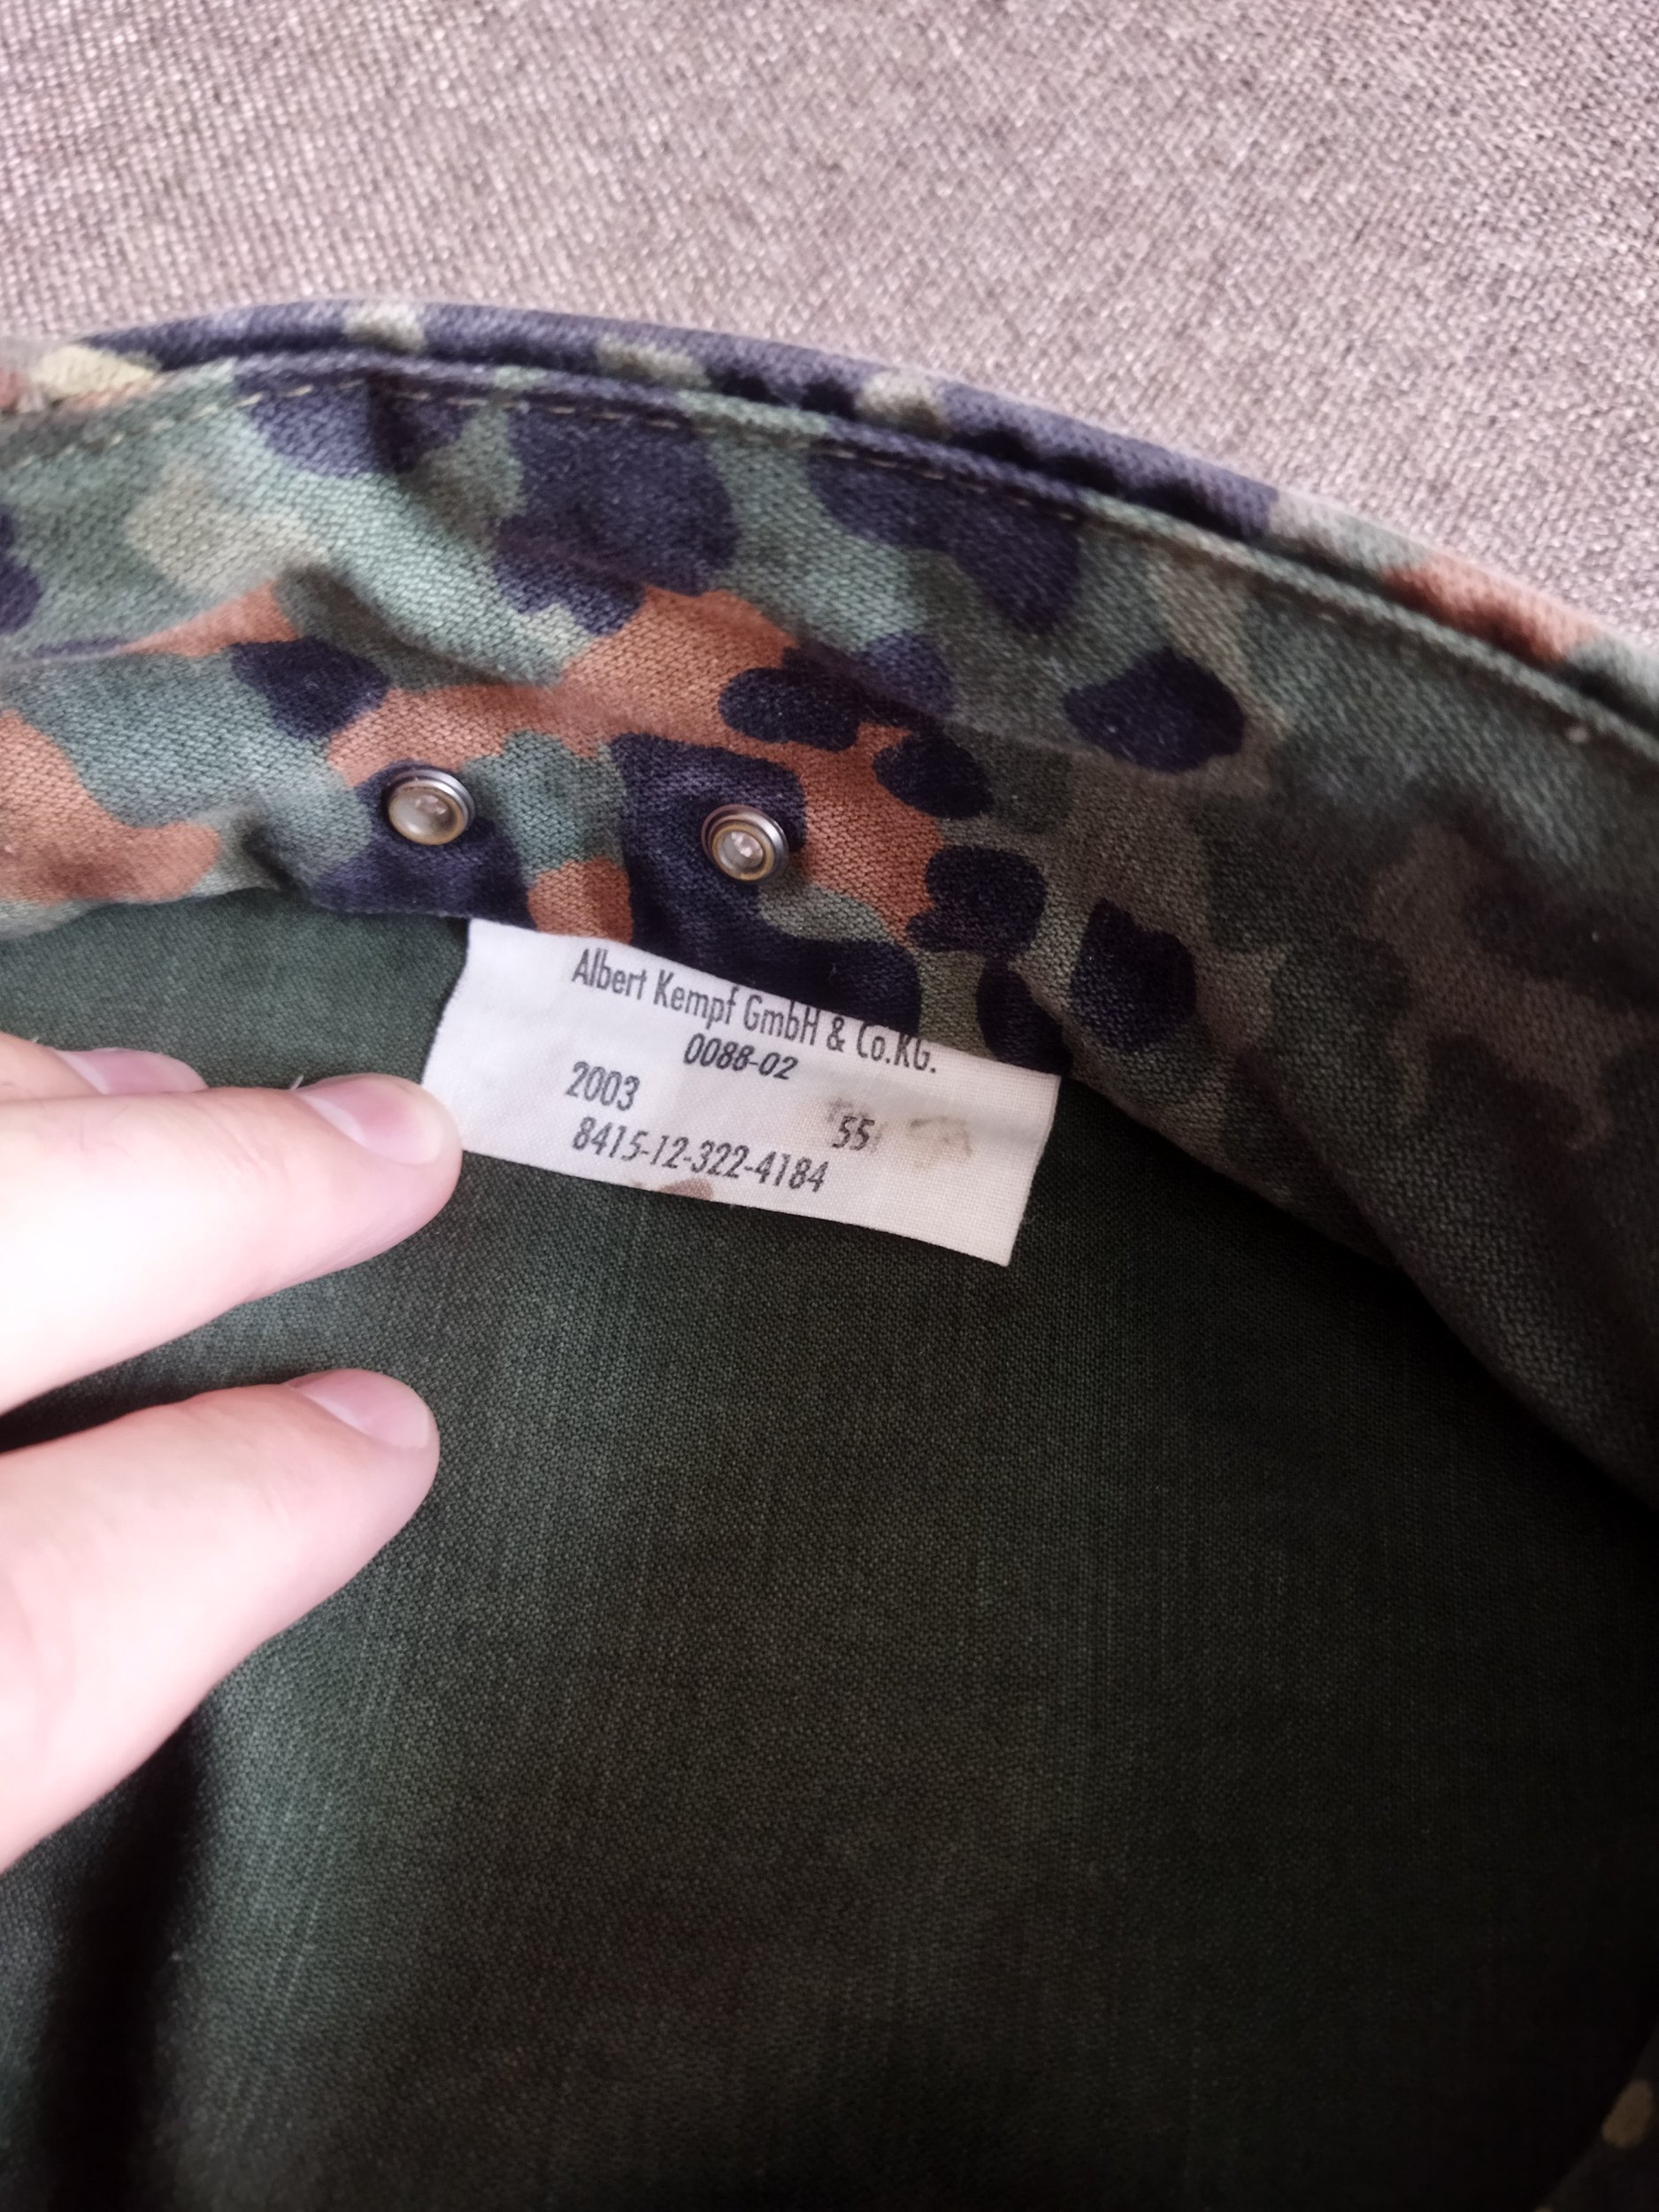 Albert Kempf GmbH & Co.KG.
0088-02
2003
55
8415-12-322-4184